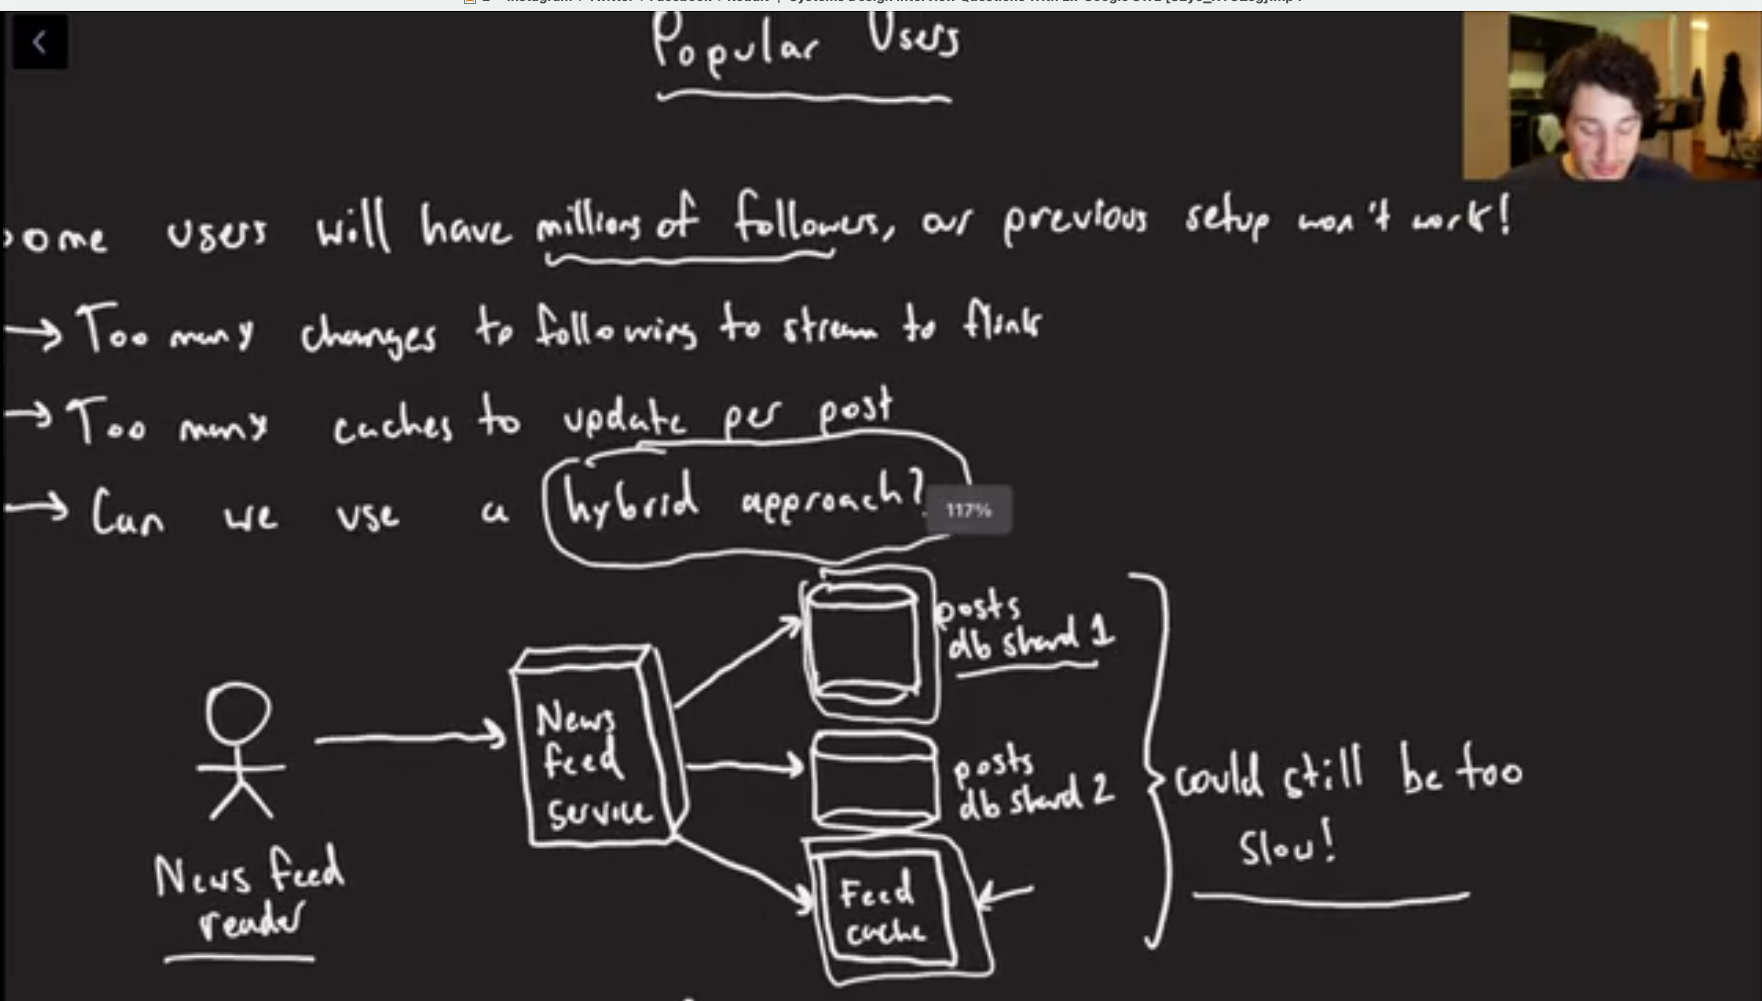 Popular Users
ome users will have millions of followers, our previous setup won't work!
→ Too many changes to following to stream to flink
→ Too many caches to update per post
→ Can we use a hybrid approach?
117%
posts
db shard 1
News
feed
service
posts
db shard 2
could still be too
slow!
News feed
reader
Feed
cache